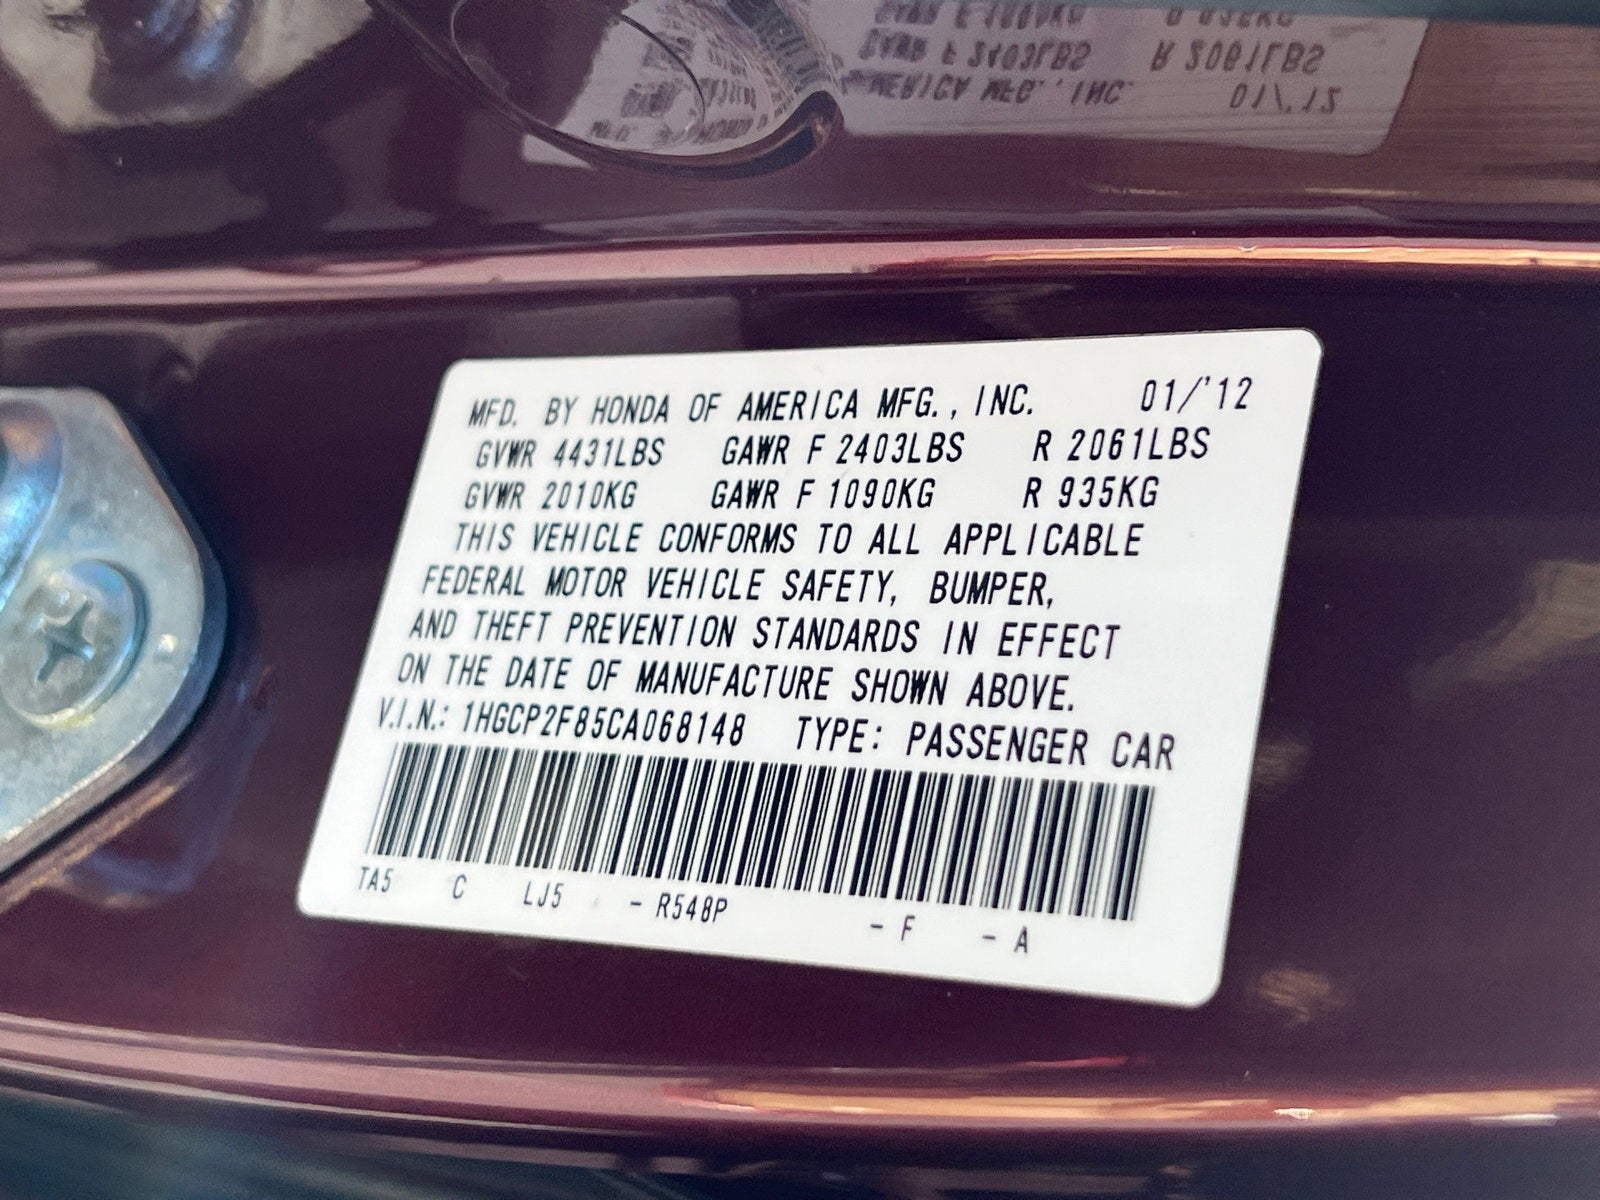 MFD. BY HONDA OF AMERICA MFG., INC. 01/'12
GVWR 4431LBS GAWR F 2403LBS R 2061LBS
GVWR 2010KG GAWR F 1090KG R 935KG
THIS VEHICLE CONFORMS TO ALL APPLICABLE
FEDERAL MOTOR VEHICLE SAFETY, BUMPER,
AND THEFT PREVENTION STANDARDS IN EFFECT
ON THE DATE OF MANUFACTURE SHOWN ABOVE.
V.I.N.: 1HGCP2F85CA068148 TYPE: PASSENGER CAR
TA5 C LJ5 - R548P - F - A